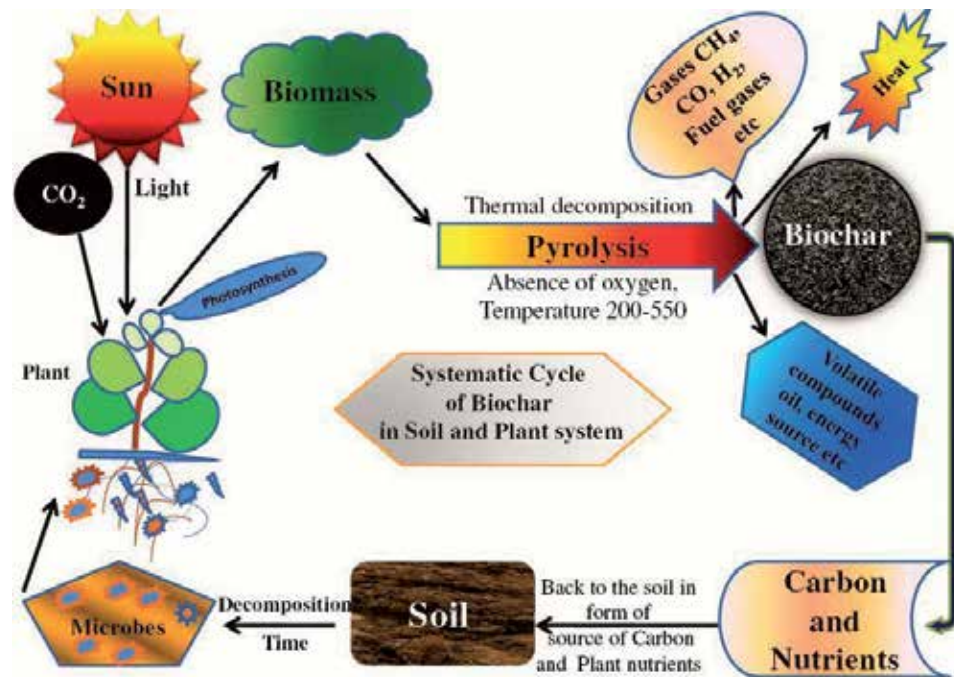 Sun
CO₂
Light
Biomass
Gases CH₄,
CO, H₂,
Fuel gases
etc
Heat
Thermal decomposition
Pyrolysis
Absence of oxygen,
Temperature 200-550
Biochar
Photosynthesis
Plant
Systematic Cycle
of Biochar
in Soil and Plant system
Volatile
compounds
oil, energy
source etc
Microbes
Decomposition
Time
Soil
Back to the soil in
form of
source of Carbon
and Plant nutrients
Carbon
and
Nutrients